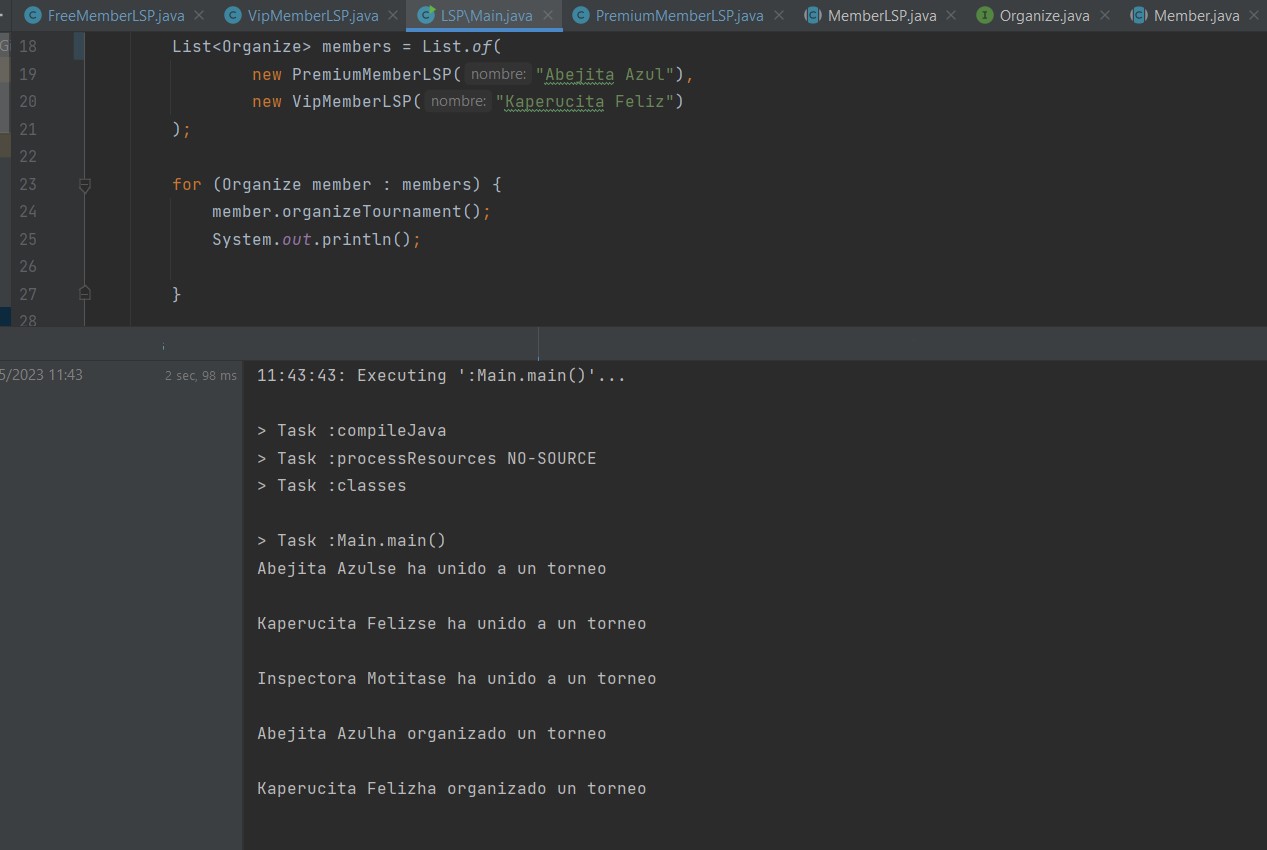 FreeMemberLSP.java VipMemberLSP.java LSP\Main.java PremiumMemberLSP.java MemberLSP.java Organize.java Member.java
18 List<Organize> members = List.of(
19 new PremiumMemberLSP( nombre: "Abejita Azul"),
20 new VipMemberLSP( nombre: "Kaperucita Feliz")
21 );
22
23 for (Organize member : members) {
24 member.organizeTournament();
25 System.out.println();
26
27 }
28
5/2023 11:43 2 sec, 98 ms
11:43:43: Executing ':Main.main()'...
> Task :compileJava
> Task :processResources NO-SOURCE
> Task :classes
> Task :Main.main()
Abejita Azulse ha unido a un torneo
Kaperucita Felizse ha unido a un torneo
Inspectora Motitase ha unido a un torneo
Abejita Azulha organizado un torneo
Kaperucita Felizha organizado un torneo